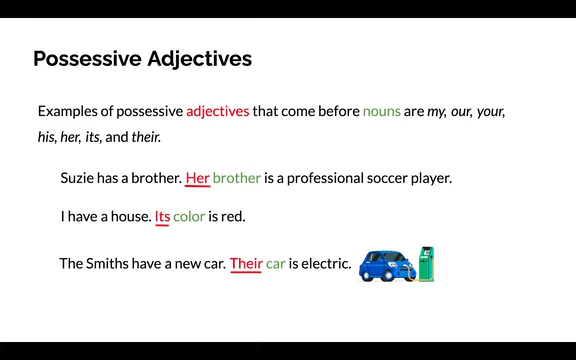 Possessive Adjectives
Examples of possessive adjectives that come before nouns are my, our, your,
his, her, its, and their.
Suzie has a brother. Her brother is a professional soccer player.
I have a house. Its color is red.
The Smiths have a new car. Their car is electric.